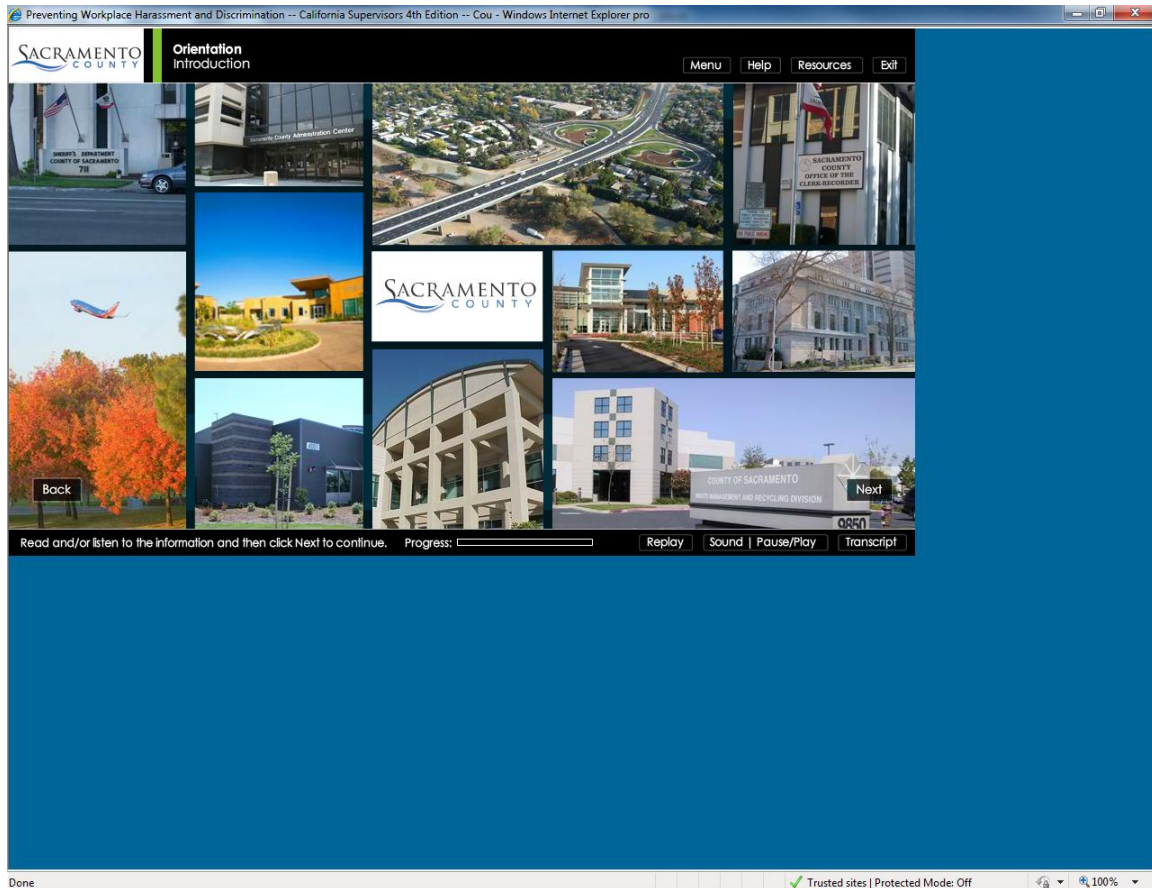 Preventing Workplace Harassment and Discrimination -- California Supervisors 4th Edition -- Cou - Windows Internet Explorer pro
SACRAMENTO
COUNTY
Orientation
Introduction
Menu
Help
Resources
Exit
SHERIFF'S DEPARTMENT
COUNTY OF SACRAMENTO
711
Sacramento County Administration Center
SACRAMENTO
COUNTY
OFFICE OF THE
CLERK-RECORDER
SACRAMENTO
COUNTY
COUNTY OF SACRAMENTO
WASTE MANAGEMENT AND RECYCLING DIVISION
9850
Back
Next
Read and/or listen to the information and then click Next to continue.
Progress:
Replay
Sound | Pause/Play
Transcript
Done
Trusted sites | Protected Mode: Off
100%